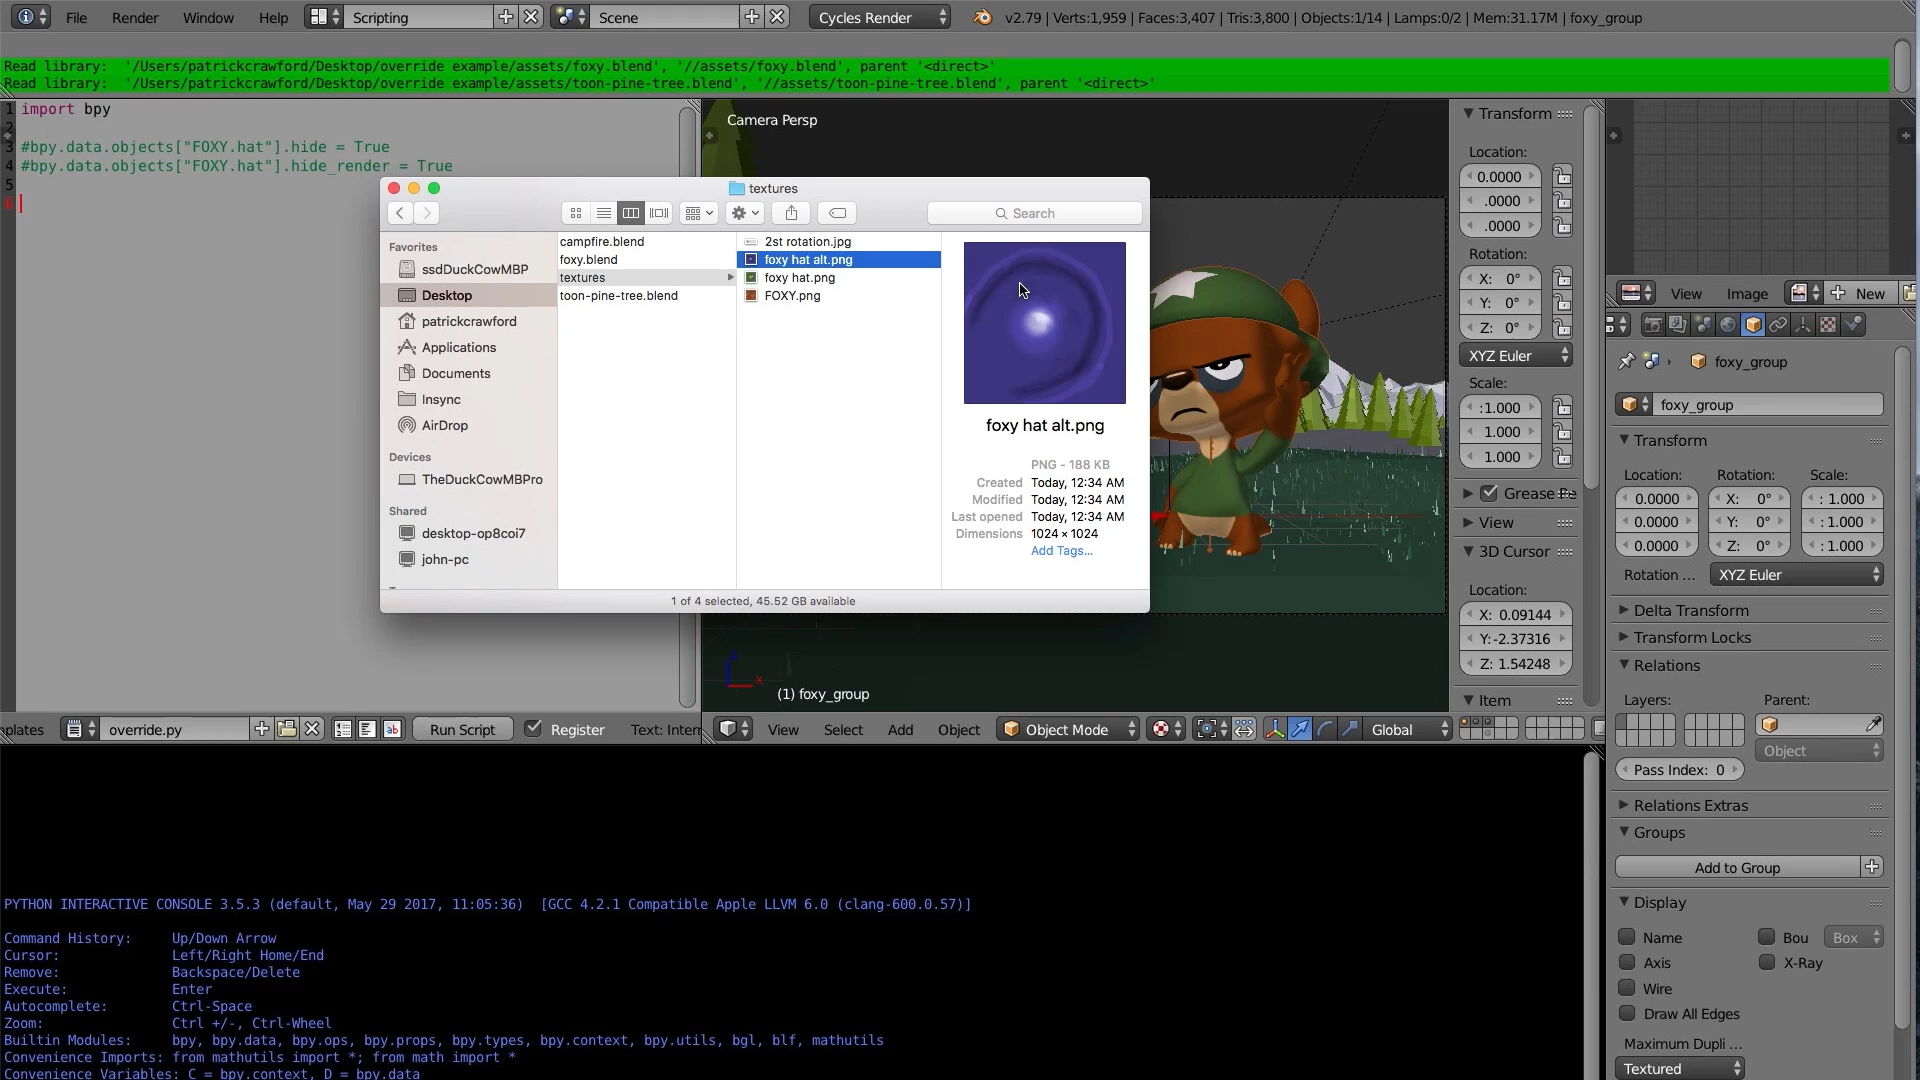 File Render Window Help Scripting Scene Cycles Render v2.79 | Verts:1,959 | Faces:3,407 | Tris:3,800 | Objects:1/14 | Lamps:0/2 | Mem:31.17M | foxy_group
Read library: '/Users/patrickcrawford/Desktop/override example/assets/foxy.blend', '//assets/foxy.blend', parent '<direct>'
Read library: '/Users/patrickcrawford/Desktop/override example/assets/toon-pine-tree.blend', '//assets/toon-pine-tree.blend', parent '<direct>'
1 import bpy
2
3 #bpy.data.objects["FOXY.hat"].hide = True
4 #bpy.data.objects["FOXY.hat"].hide_render = True
5
6
textures
Search
Favorites
ssdDuckCowMBP
Desktop
patrickcrawford
Applications
Documents
Insync
AirDrop
Devices
TheDuckCowMBPro
Shared
desktop-op8coi7
john-pc
campfire.blend
foxy.blend
textures
toon-pine-tree.blend
2st rotation.jpg
foxy hat alt.png
foxy hat.png
FOXY.png
foxy hat alt.png
PNG - 188 KB
Created Today, 12:34 AM
Modified Today, 12:34 AM
Last opened Today, 12:34 AM
Dimensions 1024 × 1024
Add Tags...
1 of 4 selected, 45.52 GB available
Camera Persp
(1) foxy_group
Transform
Location:
0.0000
.0000
.0000
Rotation:
X: 0°
Y: 0°
Z: 0°
XYZ Euler
Scale:
:1.000
1.000
1.000
Grease Pe
View
3D Cursor
Location:
X: 0.09144
Y:-2.37316
Z: 1.54248
Item
View Image New
foxy_group
foxy_group
Transform
Location: Rotation: Scale:
0.0000 X: 0° : 1.000
0.0000 Y: 0° : 1.000
0.0000 Z: 0° : 1.000
Rotation ... XYZ Euler
Delta Transform
Transform Locks
Relations
Layers: Parent:
Object
Pass Index: 0
Relations Extras
Groups
Add to Group
Display
Name Bou Box
Axis X-Ray
Wire
Draw All Edges
Maximum Dupli ...
Textured
plates override.py Run Script Register Text: Intern
View Select Add Object Object Mode Global
PYTHON INTERACTIVE CONSOLE 3.5.3 (default, May 29 2017, 11:05:36) [GCC 4.2.1 Compatible Apple LLVM 6.0 (clang-600.0.57)]
Command History: Up/Down Arrow
Cursor: Left/Right Home/End
Remove: Backspace/Delete
Execute: Enter
Autocomplete: Ctrl-Space
Zoom: Ctrl +/-, Ctrl-Wheel
Builtin Modules: bpy, bpy.data, bpy.ops, bpy.props, bpy.types, bpy.context, bpy.utils, bgl, blf, mathutils
Convenience Imports: from mathutils import *; from math import *
Convenience Variables: C = bpy.context, D = bpy.data